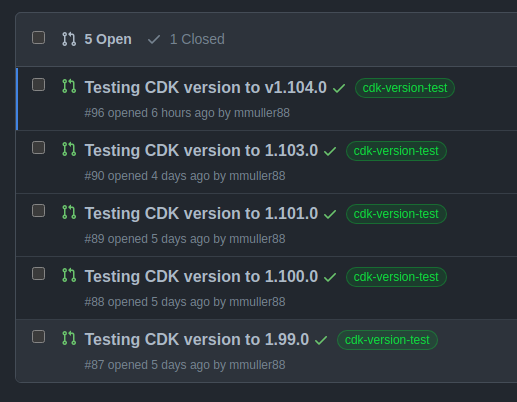 5 Open 1 Closed
Testing CDK version to v1.104.0 cdk-version-test
#96 opened 6 hours ago by mmuller88
Testing CDK version to 1.103.0 cdk-version-test
#90 opened 4 days ago by mmuller88
Testing CDK version to 1.101.0 cdk-version-test
#89 opened 5 days ago by mmuller88
Testing CDK version to 1.100.0 cdk-version-test
#88 opened 5 days ago by mmuller88
Testing CDK version to 1.99.0 cdk-version-test
#87 opened 5 days ago by mmuller88